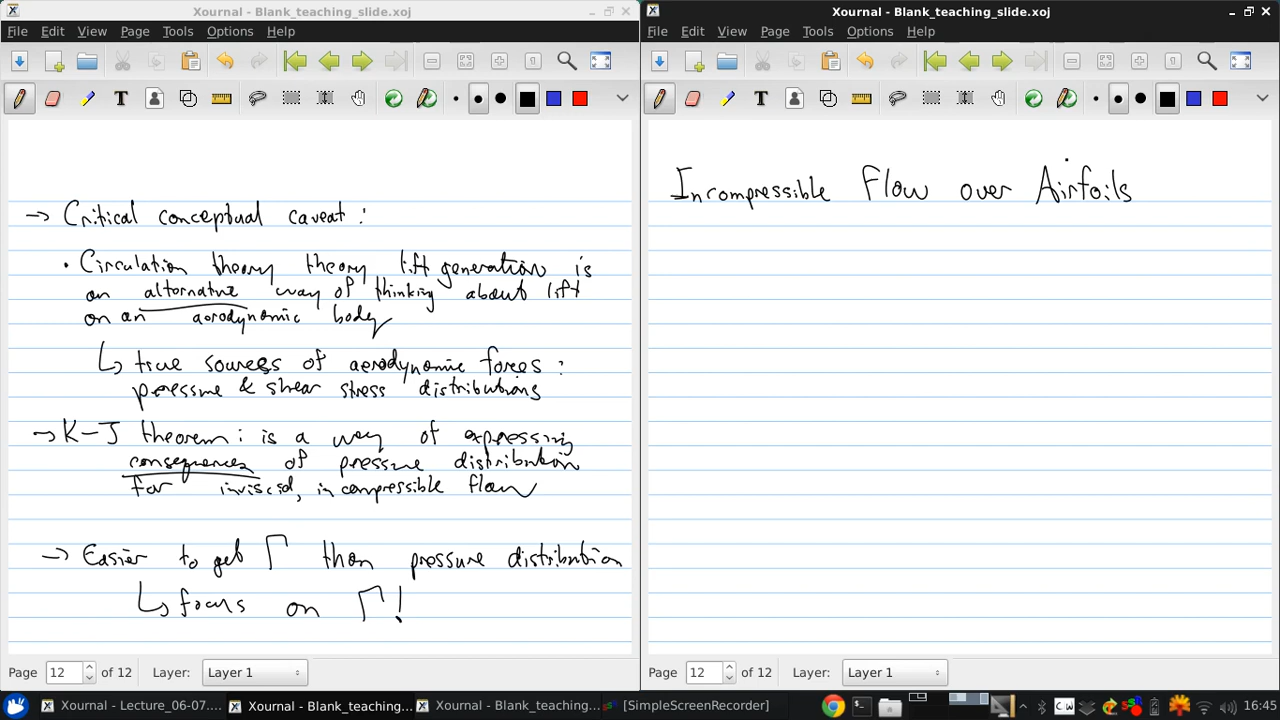 Xournal - Blank_teaching_slide.xoj
File Edit View Page Tools Options Help
→ Critical conceptual caveat :
• Circulation theory theory lift generation is
on alternative way of thinking about lift
on an aerodynamic body
↳ true sources of aerodynamic forces :
pressure & shear stress distributions
→ K-J theorem : is a way of expressing
consequences of pressure distribution
for inviscid, incompressible flow
→ Easier to get Γ than pressure distribution
↳ focus on Γ!
Page 12 of 12 Layer: Layer 1
Xournal - Blank_teaching_slide.xoj
File Edit View Page Tools Options Help
Incompressible Flow over Airfoils
Page 12 of 12 Layer: Layer 1
Xournal - Lecture_06-07.... Xournal - Blank_teaching.... Xournal - Blank_teaching... [SimpleScreenRecorder] 16:45